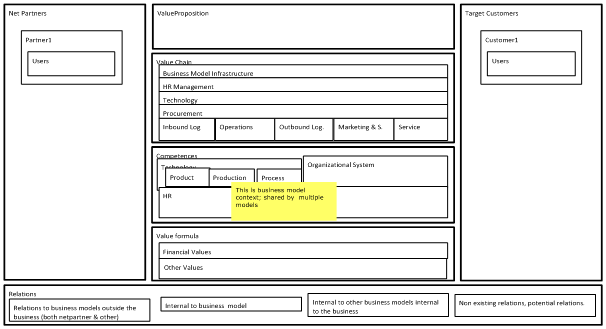 Net Partners
Partner1
Users
ValueProposition
Value Chain
Business Model Infrastructure
HR Management
Technology
Procurement
Inbound Log.
Operations
Outbound Log.
Marketing & S.
Service
Competences
Technology
Product
Production
Process
Organizational System
HR
This is business model
context; shared by multiple
models
Value formula
Financial Values
Other Values
Target Customers
Customer1
Users
Relations
Relations to business models outside the
business (both netpartner & other)
Internal to business model
Internal to other business models internal
to the business
Non existing relations, potential relations.